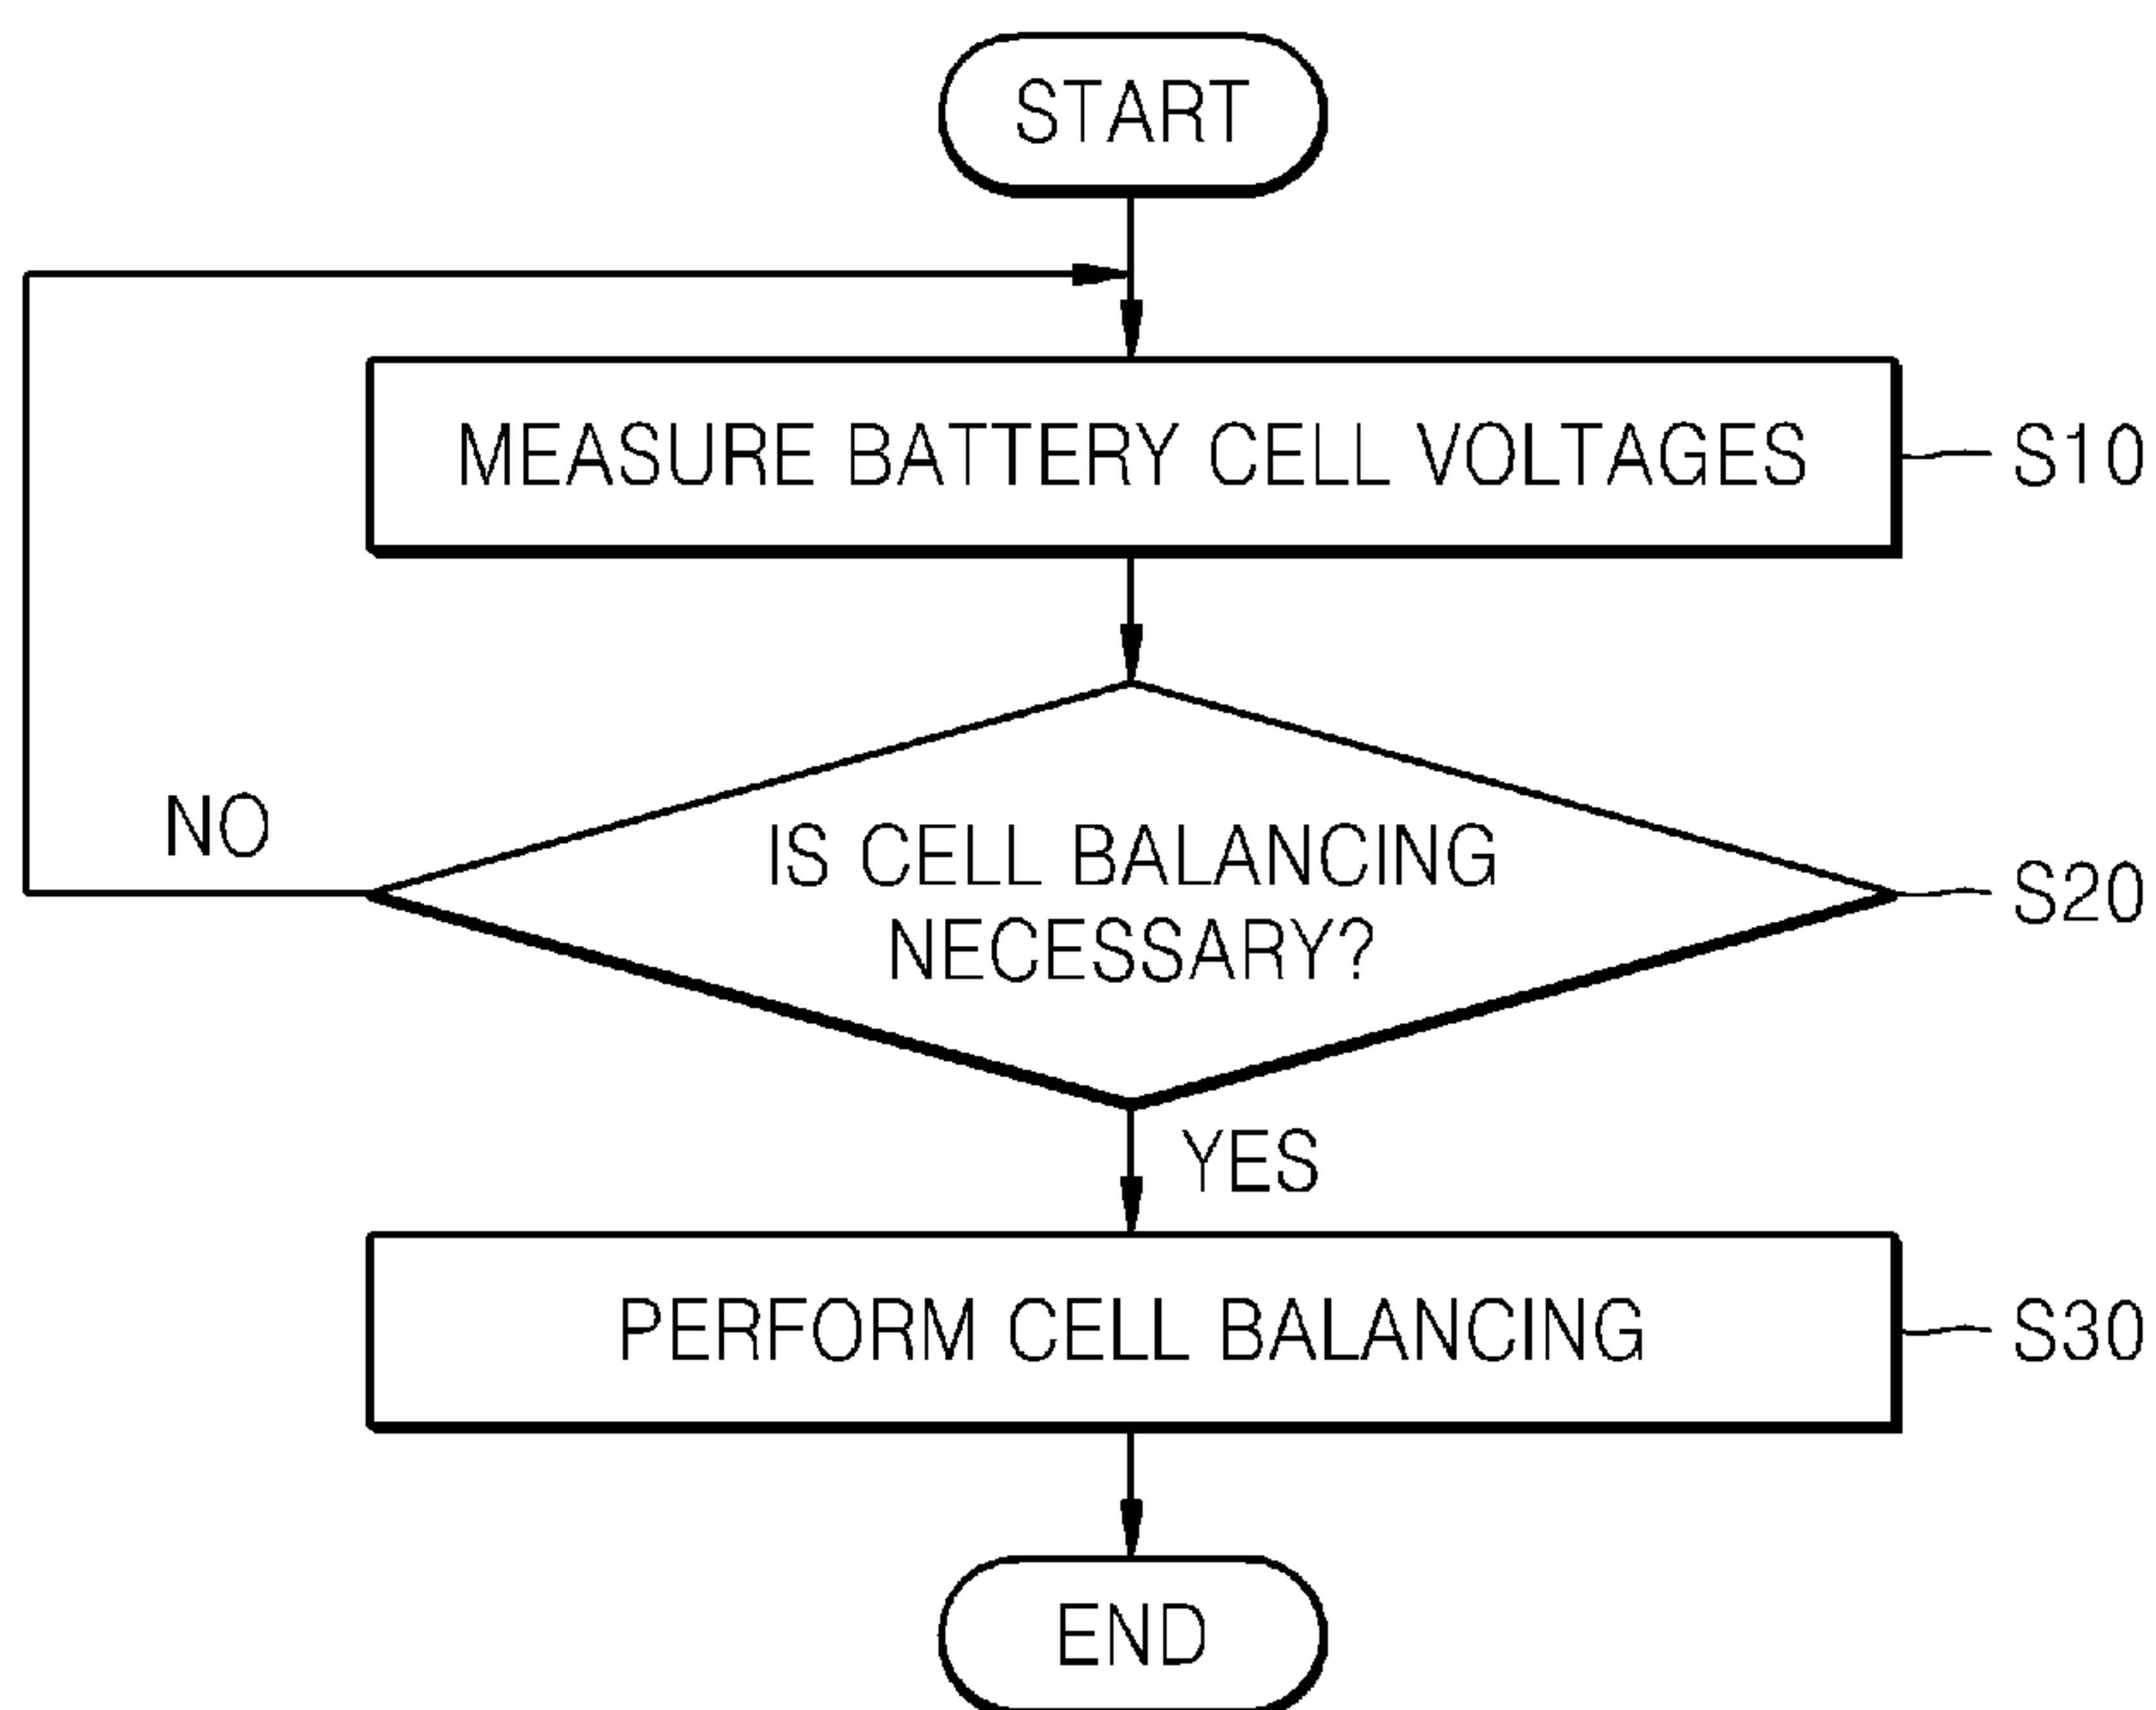 START
MEASURE BATTERY CELL VOLTAGES
S10
NO
IS CELL BALANCING
NECESSARY?
S20
YES
PERFORM CELL BALANCING
S30
END